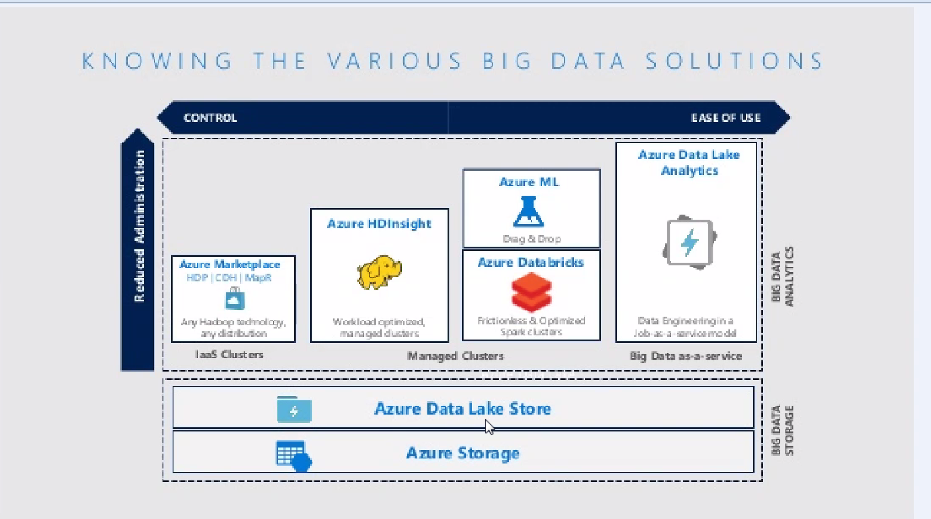 KNOWING THE VARIOUS BIG DATA SOLUTIONS
CONTROL
EASE OF USE
Reduced Administration
Azure Marketplace
HDP | CDH | MapR
Any Hadoop technology,
any distribution
IaaS Clusters
Azure HDInsight
Workload optimized,
managed clusters
Azure ML
Drag & Drop
Azure Databricks
Frictionless & Optimized
Spark clusters
Managed Clusters
Azure Data Lake
Analytics
Data Engineering in a
Job-as-a-service model
Big Data as-a-service
BIG DATA
ANALYTICS
Azure Data Lake Store
Azure Storage
BIG DATA
STORAGE